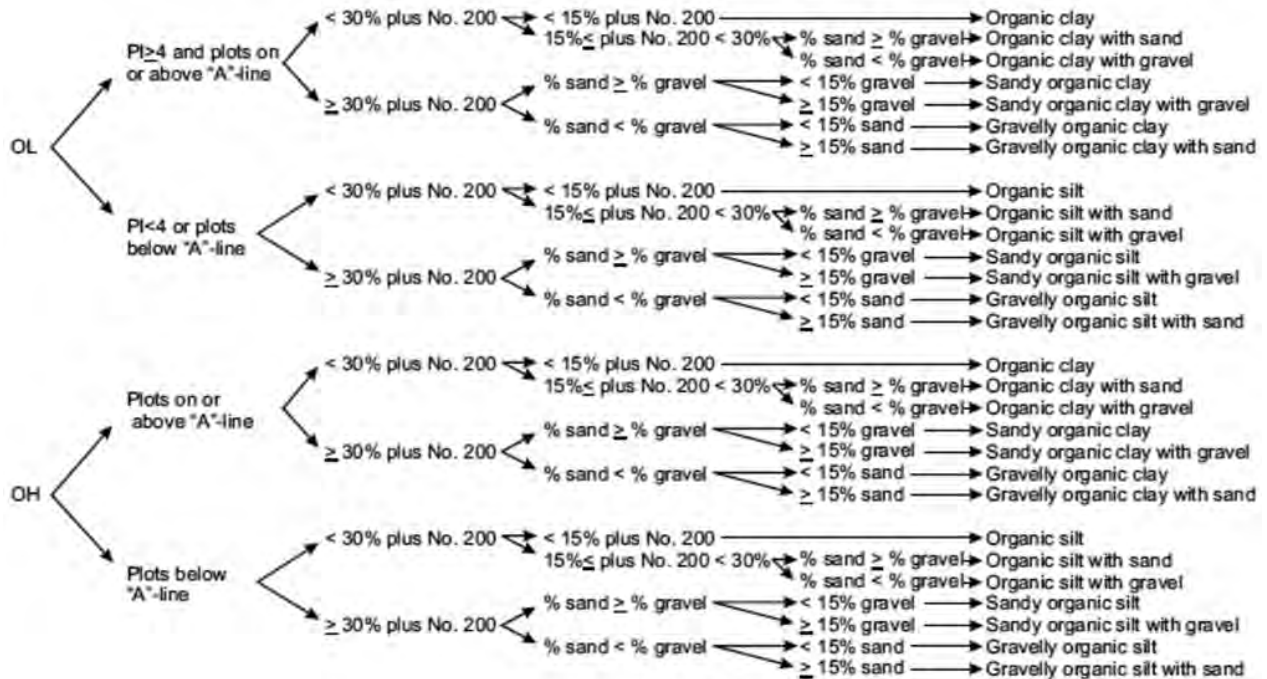 < 30% plus No. 200 < 15% plus No. 200 Organic clay
15%≤ plus No. 200 < 30% % sand ≥ % gravel Organic clay with sand
PI≥4 and plots on
or above "A"-line
% sand < % gravel Organic clay with gravel
% sand ≥ % gravel < 15% gravel Sandy organic clay
≥ 30% plus No. 200 ≥ 15% gravel Sandy organic clay with gravel
% sand < % gravel < 15% sand Gravelly organic clay
OL ≥ 15% sand Gravelly organic clay with sand
< 30% plus No. 200 < 15% plus No. 200 Organic silt
15%≤ plus No. 200 < 30% % sand ≥ % gravel Organic silt with sand
PI<4 or plots
below "A"-line
% sand < % gravel Organic silt with gravel
% sand ≥ % gravel < 15% gravel Sandy organic silt
≥ 30% plus No. 200 ≥ 15% gravel Sandy organic silt with gravel
% sand < % gravel < 15% sand Gravelly organic silt
≥ 15% sand Gravelly organic silt with sand
< 30% plus No. 200 < 15% plus No. 200 Organic clay
15%≤ plus No. 200 < 30% % sand ≥ % gravel Organic clay with sand
Plots on or
above "A"-line
% sand < % gravel Organic clay with gravel
% sand ≥ % gravel < 15% gravel Sandy organic clay
≥ 30% plus No. 200 ≥ 15% gravel Sandy organic clay with gravel
% sand < % gravel < 15% sand Gravelly organic clay
OH ≥ 15% sand Gravelly organic clay with sand
< 30% plus No. 200 < 15% plus No. 200 Organic silt
15%≤ plus No. 200 < 30% % sand ≥ % gravel Organic silt with sand
Plots below
"A"-line
% sand < % gravel Organic silt with gravel
% sand ≥ % gravel < 15% gravel Sandy organic silt
≥ 30% plus No. 200 ≥ 15% gravel Sandy organic silt with gravel
% sand < % gravel < 15% sand Gravelly organic silt
≥ 15% sand Gravelly organic silt with sand